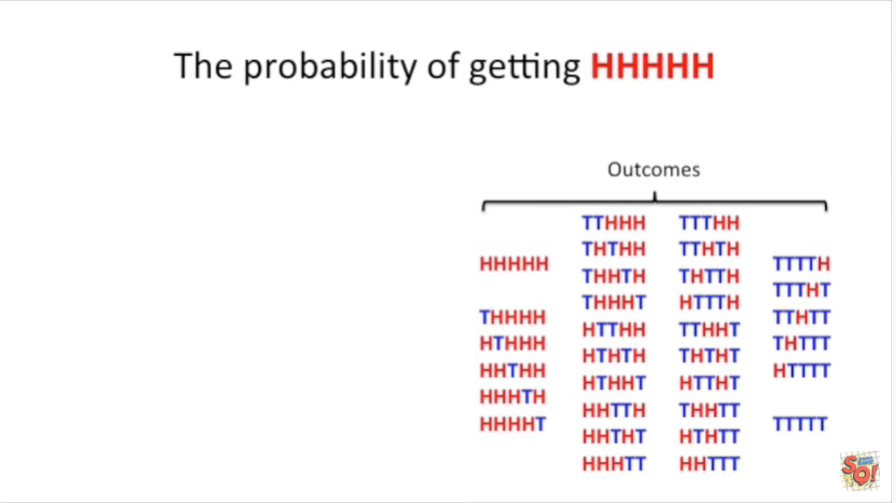 The probability of getting HHHHH
Outcomes
HHHHH
THHHH
HTHHH
HHTHH
HHHTH
HHHHT
TTHHH
THTHH
THHTH
THHHT
HTTHH
HTHTH
HTHHT
HHTTH
HHTHT
HHHTT
TTTHH
TTHTH
THTTH
HTTTH
TTHHT
THTHT
HTTHT
THHTT
HTHTT
HHTTT
TTTTH
TTTHT
TTHTT
THTTT
HTTTT
TTTTT
SO!